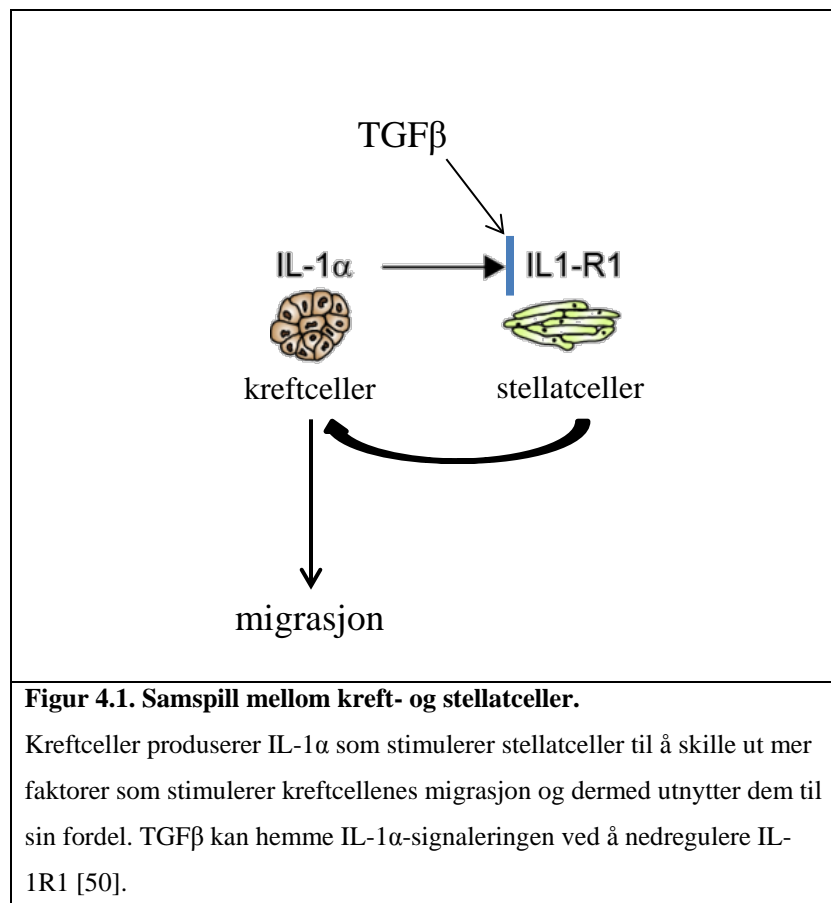 TGFβ
IL-1α
IL1-R1
kreftceller
stellatceller
migrasjon
Figur 4.1. Samspill mellom kreft- og stellatceller.
Kreftceller produserer IL-1α som stimulerer stellatceller til å skille ut mer
faktorer som stimulerer kreftcellenes migrasjon og dermed utnytter dem til
sin fordel. TGFβ kan hemme IL-1α-signaleringen ved å nedregulere IL-
1R1 [50].